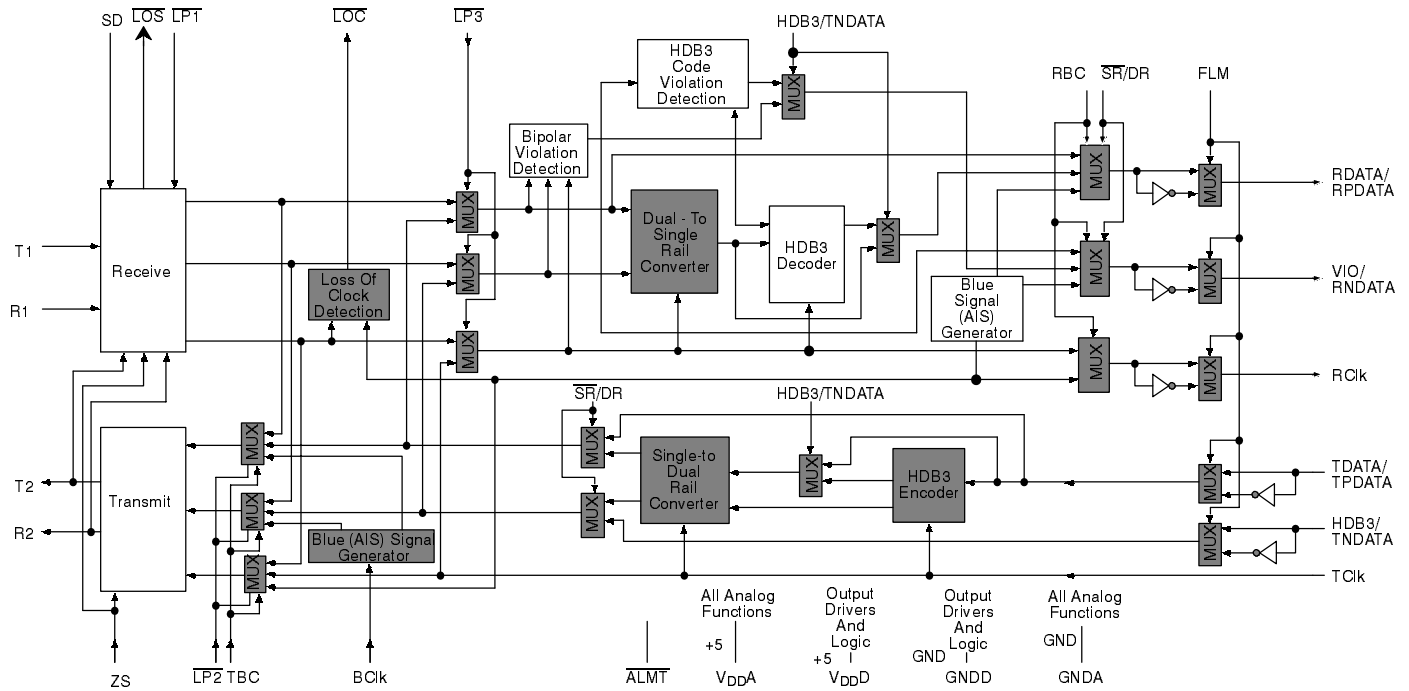 SD
LOS
LP1
LOC
LP3
HDB3/TNDATA
HDB3
Code
Violation
Detection
MUX
RBC
SR/DR
FLM
Bipolar
Violation
Detection
MUX
MUX
RDATA/
RPDATA
MUX
Dual - To
Single
Rail
Converter
HDB3
Decoder
MUX
T1
Receive
R1
Loss Of
Clock
Detection
MUX
MUX
MUX
VIO/
RNDATA
Blue
Signal
(AIS)
Generator
MUX
MUX
MUX
RClk
SR/DR
HDB3/TNDATA
MUX
MUX
Single-to
Dual
Rail
Converter
MUX
HDB3
Encoder
MUX
TDATA/
TPDATA
T2
Transmit
R2
MUX
MUX
Blue (AIS) Signa
Generator
MUX
HDB3/
TNDATA
MUX
TClk
All Analog
Functions
Output
Drivers
And
Logic
Output
Drivers
And
Logic
All Analog
Functions
+5
+5
GND
GND
ZS
LP2
TBC
BClk
ALMT
VDDA
VDDD
GNDD
GNDA